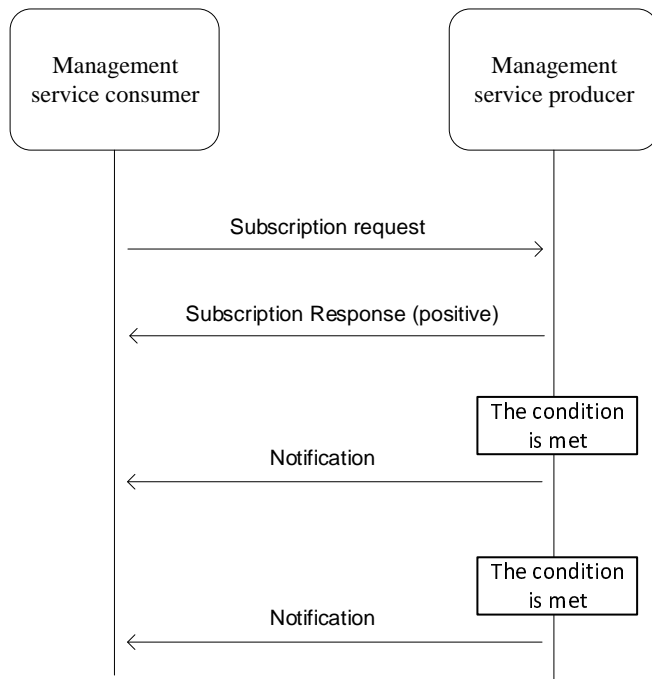 Management
service consumer
Management
service producer
Subscription request
Subscription Response (positive)
The condition
is met
Notification
The condition
is met
Notification